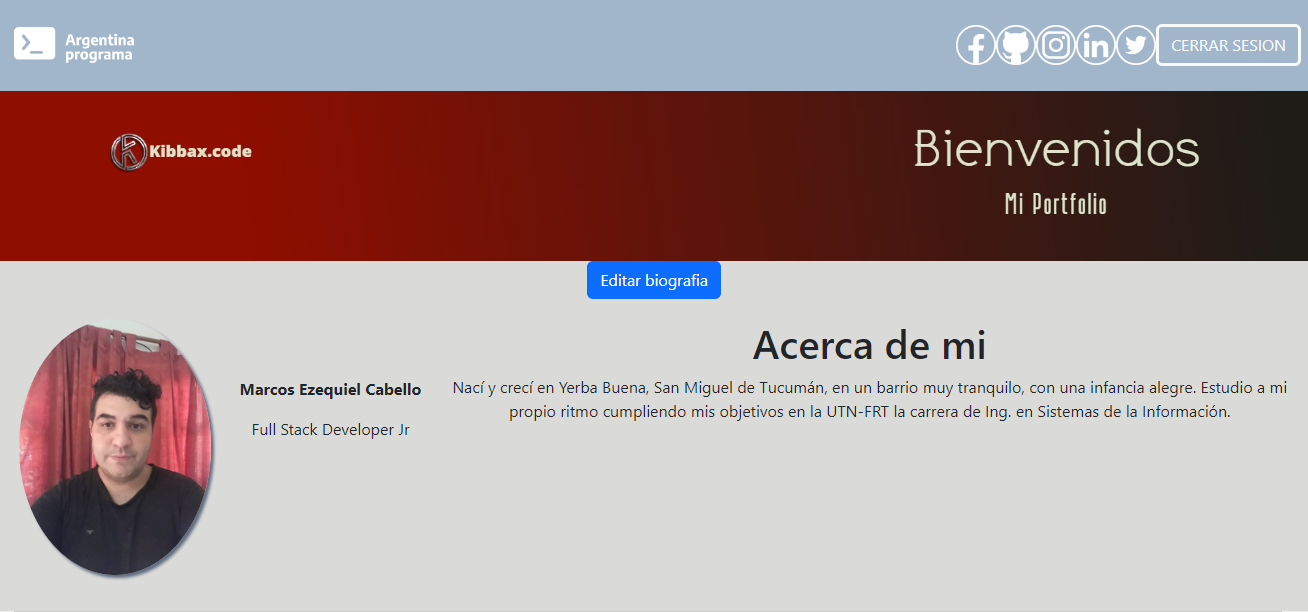 Argentina
programa
CERRAR SESION
Kibbax.code
Bienvenidos
Mi Portfolio
Editar biografia
Acerca de mi
Marcos Ezequiel Cabello
Full Stack Developer Jr
Nací y crecí en Yerba Buena, San Miguel de Tucumán, en un barrio muy tranquilo, con una infancia alegre. Estudio a mi
propio ritmo cumpliendo mis objetivos en la UTN-FRT la carrera de Ing. en Sistemas de la Información.